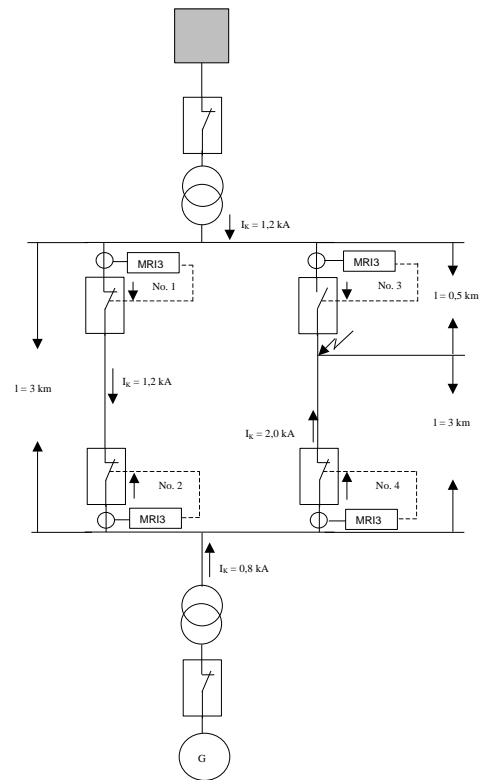 I_K = 1,2 kA
MRI3
MRI3
No. 1
No. 3
l = 0,5 km
l = 3 km
I_K = 1,2 kA
I_K = 2,0 kA
l = 3 km
No. 2
No. 4
MRI3
MRI3
I_K = 0,8 kA
G